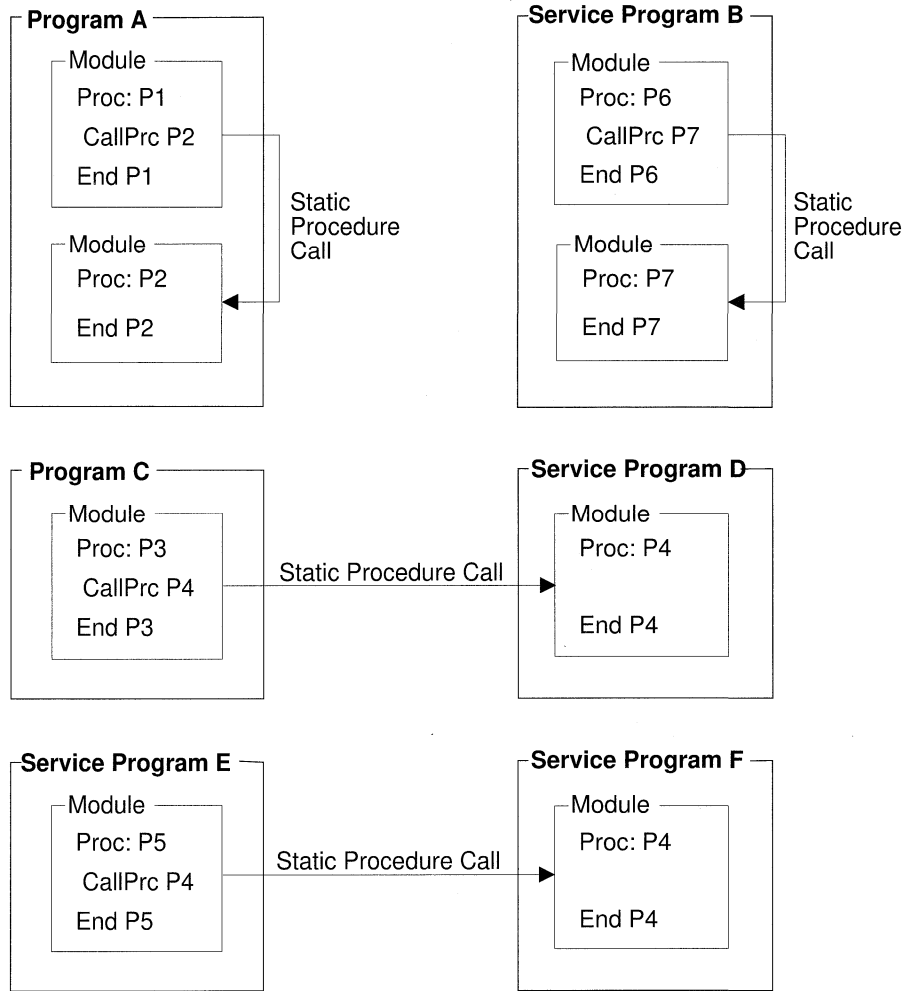 Program A
Module
Proc: P1
CallPrc P2
End P1
Static
Procedure
Call
Module
Proc: P2
End P2
Service Program B
Module
Proc: P6
CallPrc P7
End P6
Static
Procedure
Call
Module
Proc: P7
End P7
Program C
Module
Proc: P3
CallPrc P4
End P3
Static Procedure Call
Service Program D
Module
Proc: P4
End P4
Service Program E
Module
Proc: P5
CallPrc P4
End P5
Static Procedure Call
Service Program F
Module
Proc: P4
End P4